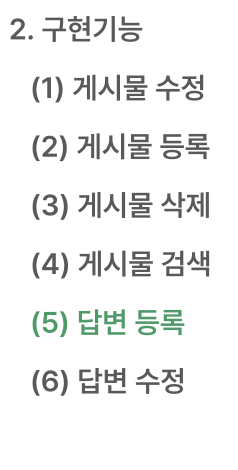 2. 구현기능
(1) 게시물 수정
(2) 게시물 등록
(3) 게시물 삭제
(4) 게시물 검색
(5) 답변 등록
(6) 답변 수정